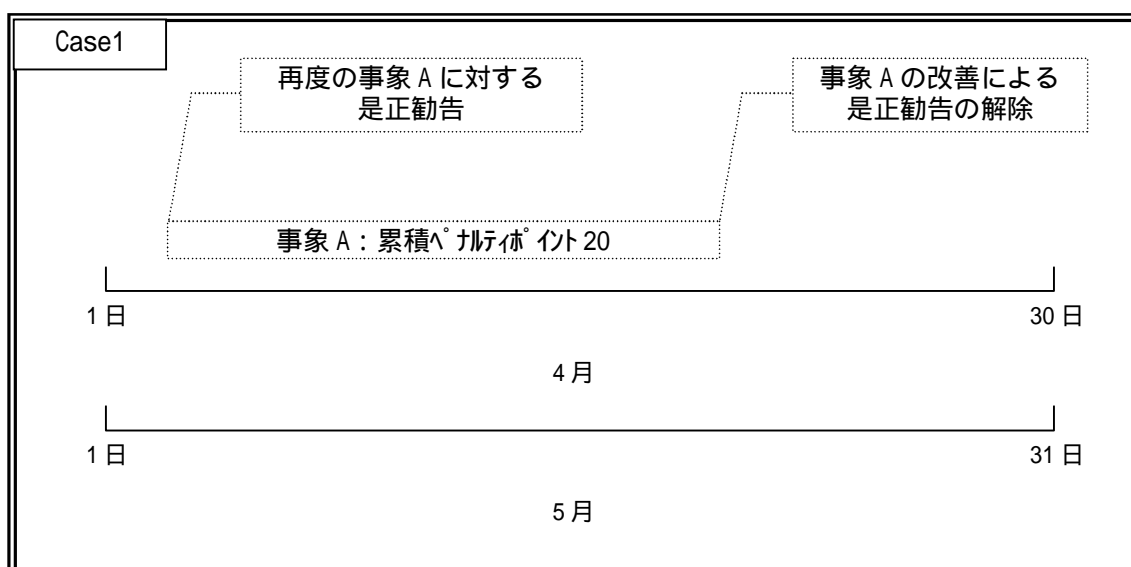 Case1
再度の事象 A に対する
是正勧告
事象 A の改善による
是正勧告の解除
事象 A：累積ﾍﾟﾅﾙﾃｨﾎﾟｲﾝﾄ 20
1 日
30 日
4 月
1 日
31 日
5 月